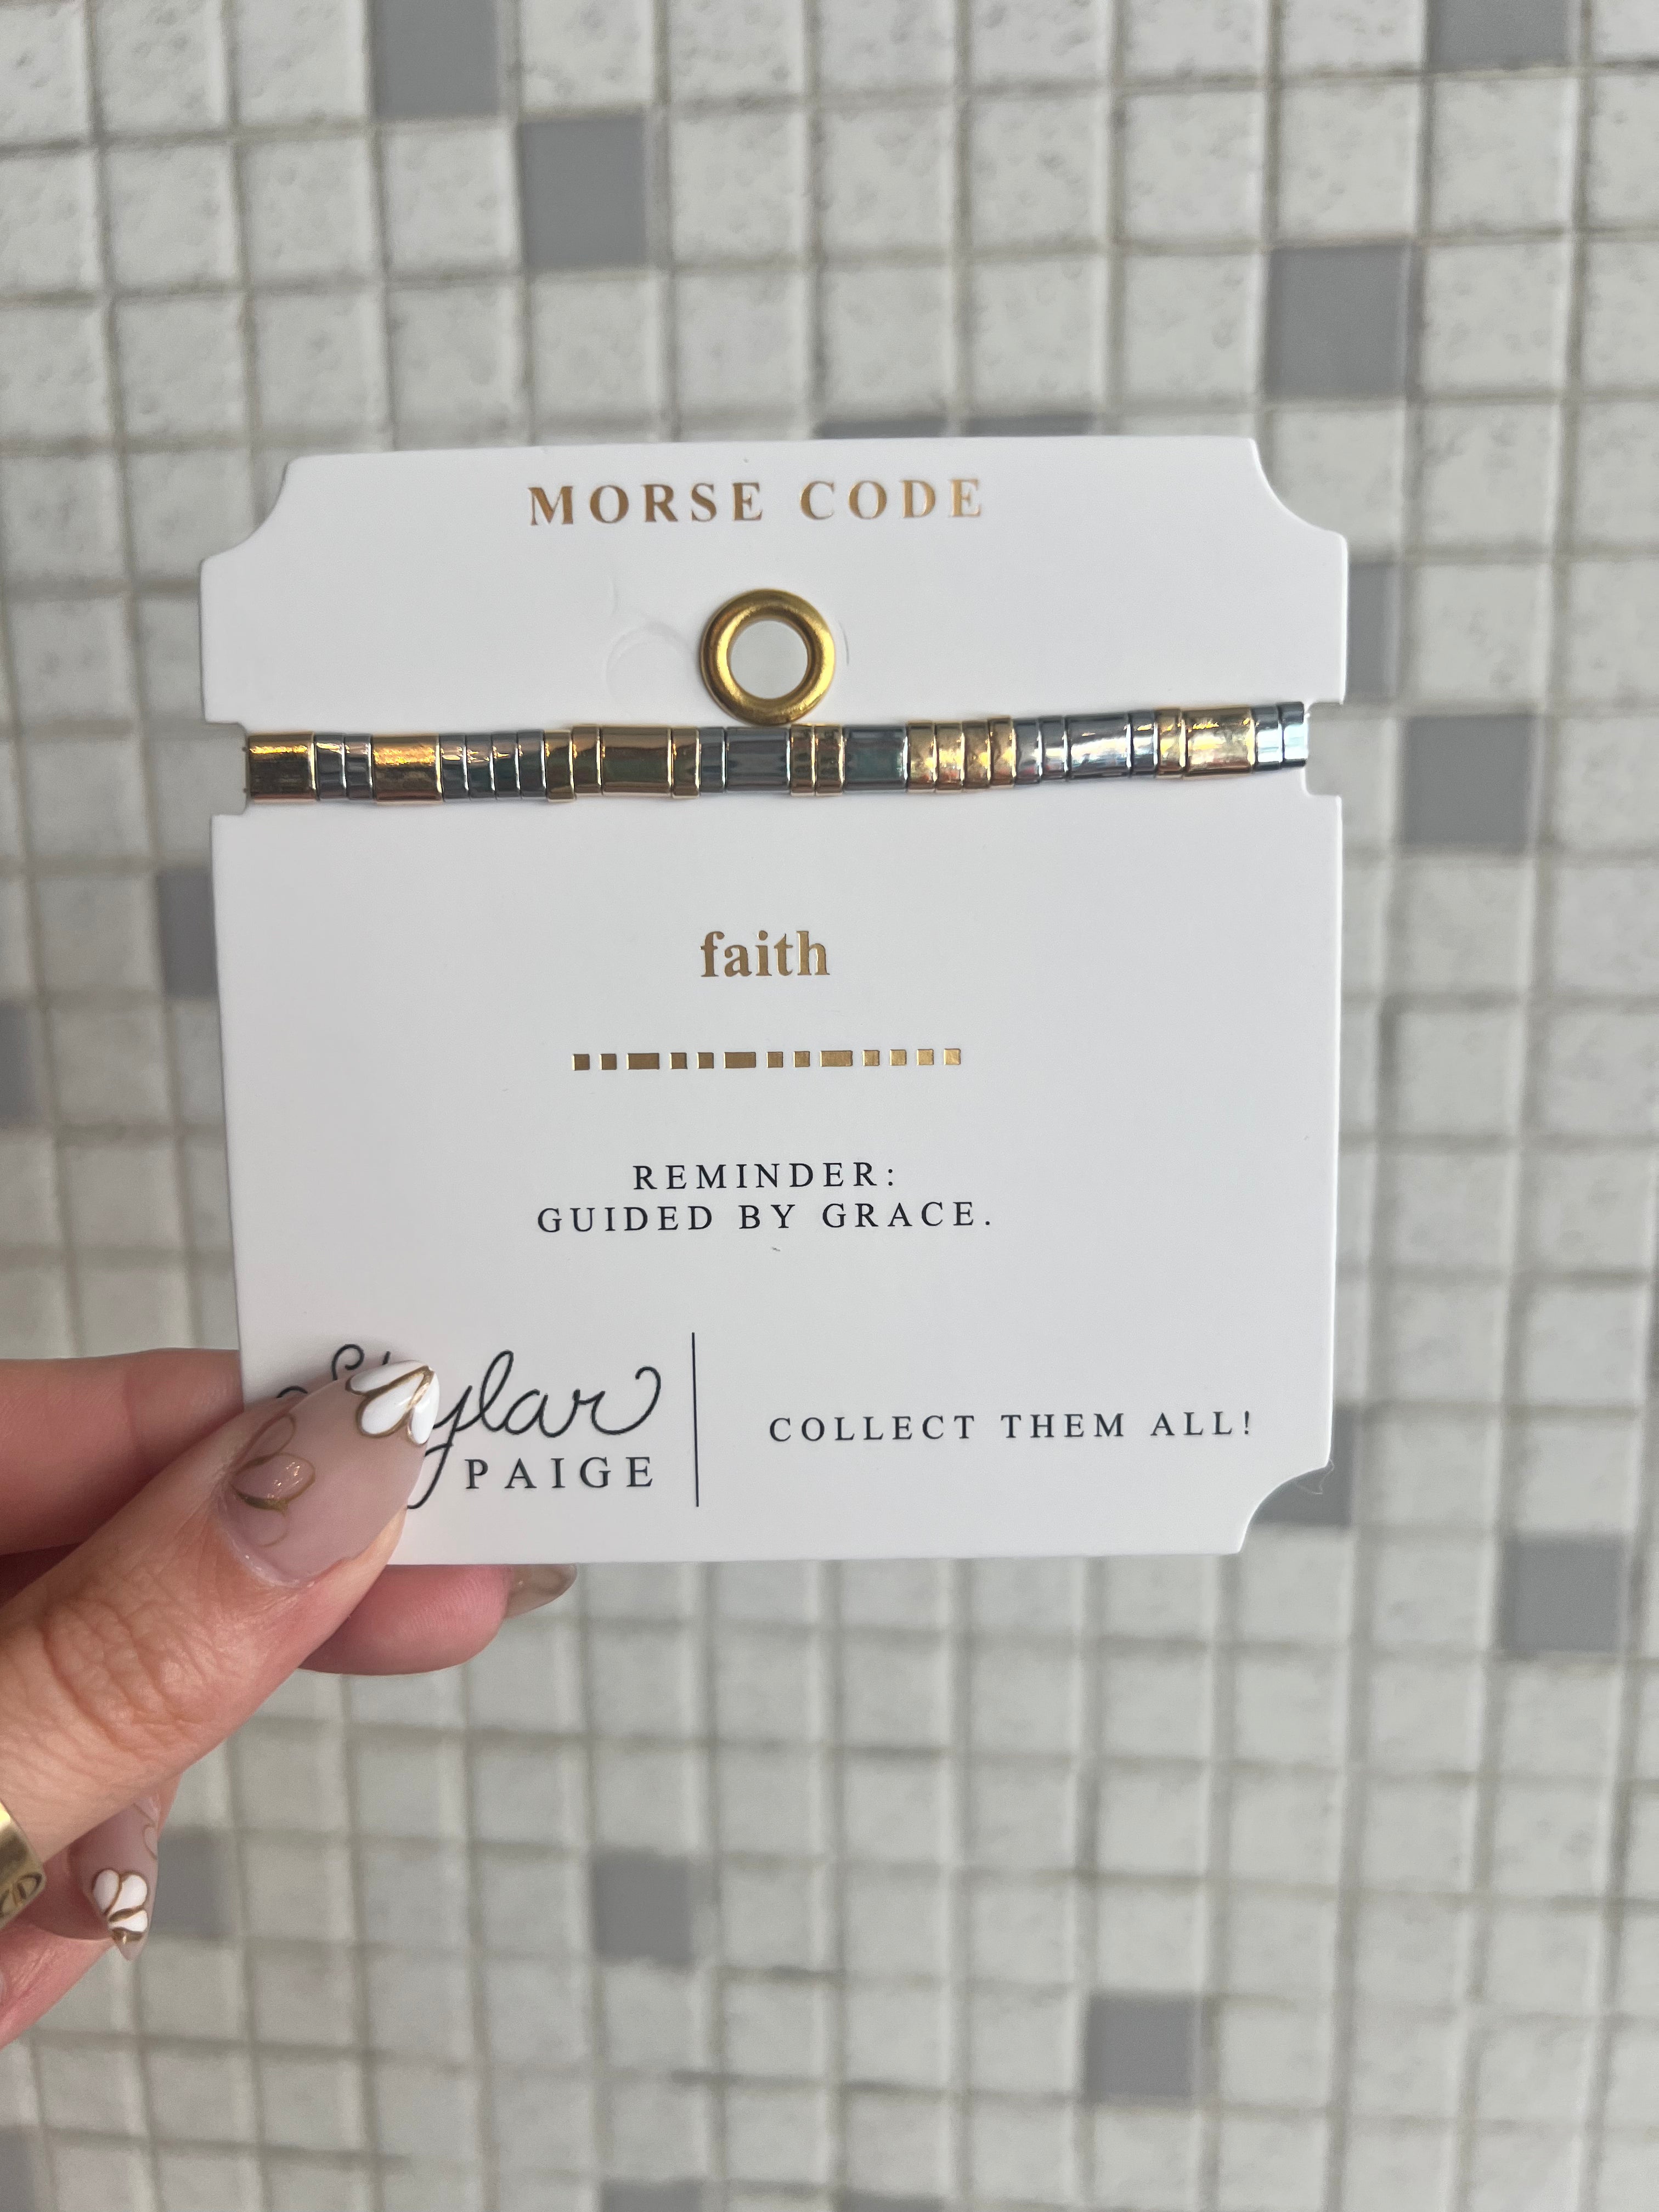 MORSE CODE
faith
REMINDER:
GUIDED BY GRACE.
PAIGE
COLLECT THEM ALL!